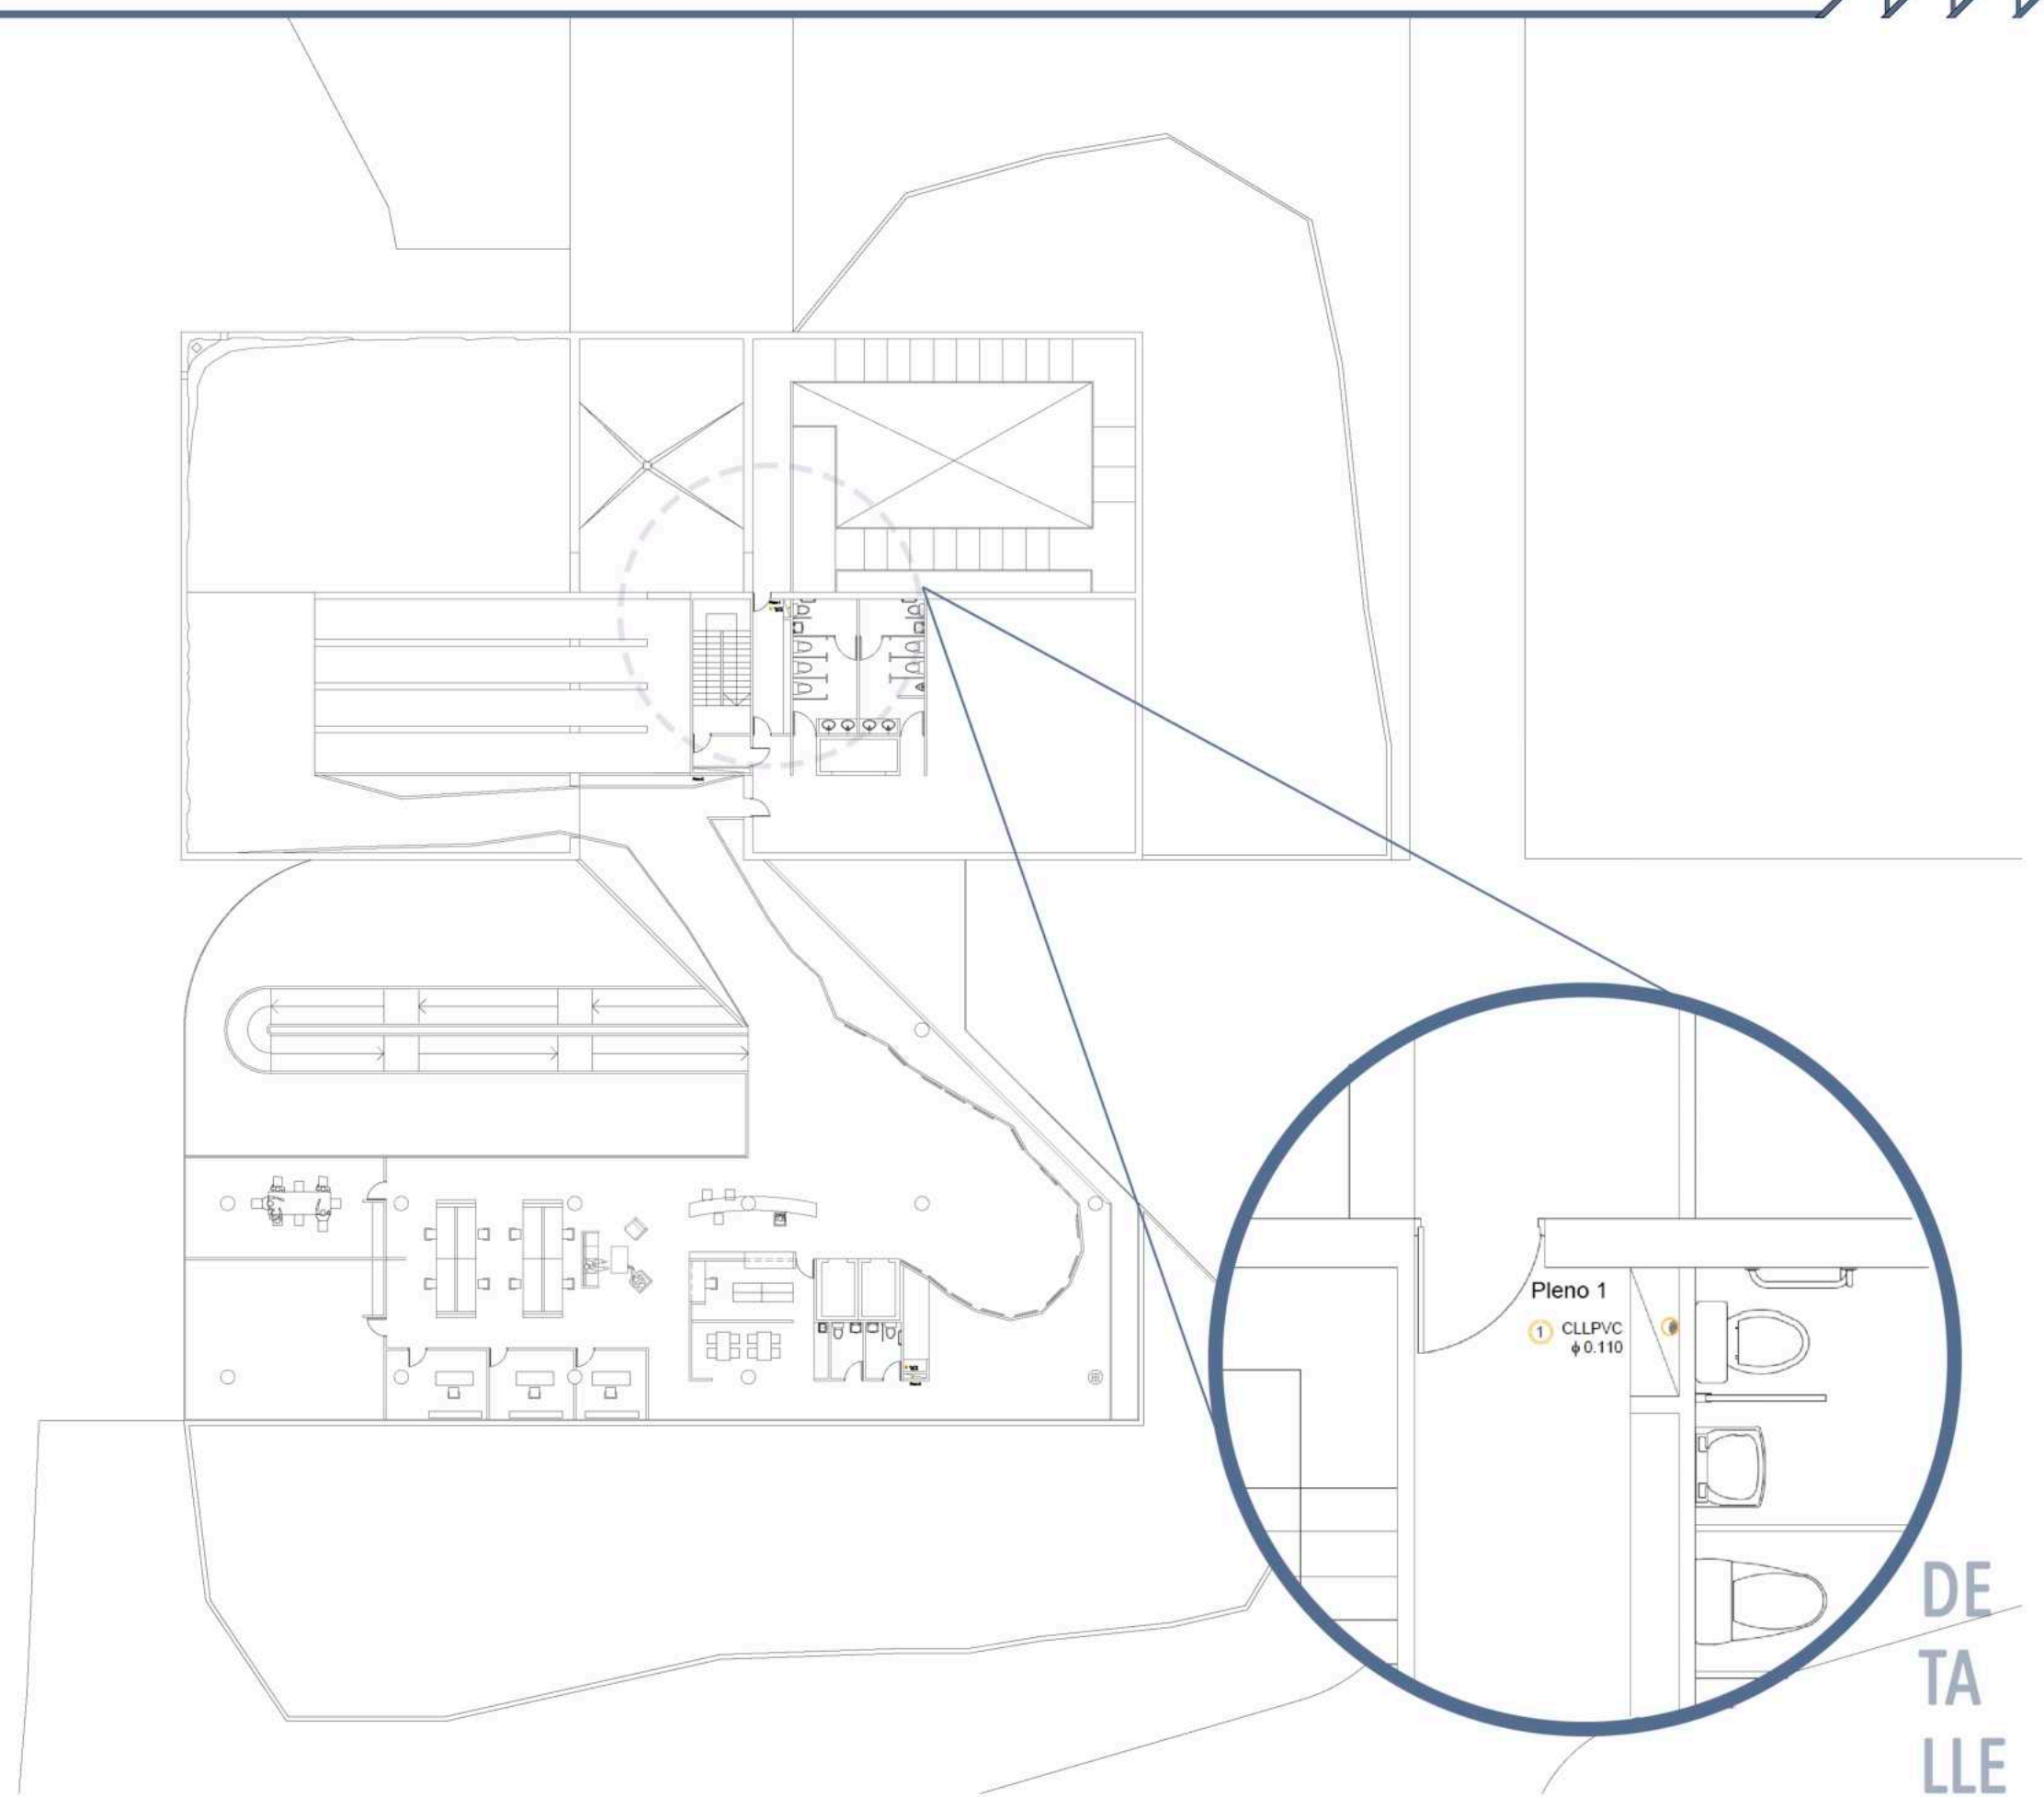 Pleno 1
1 CLLPVC
ϕ 0.110
DE
TA
LLE